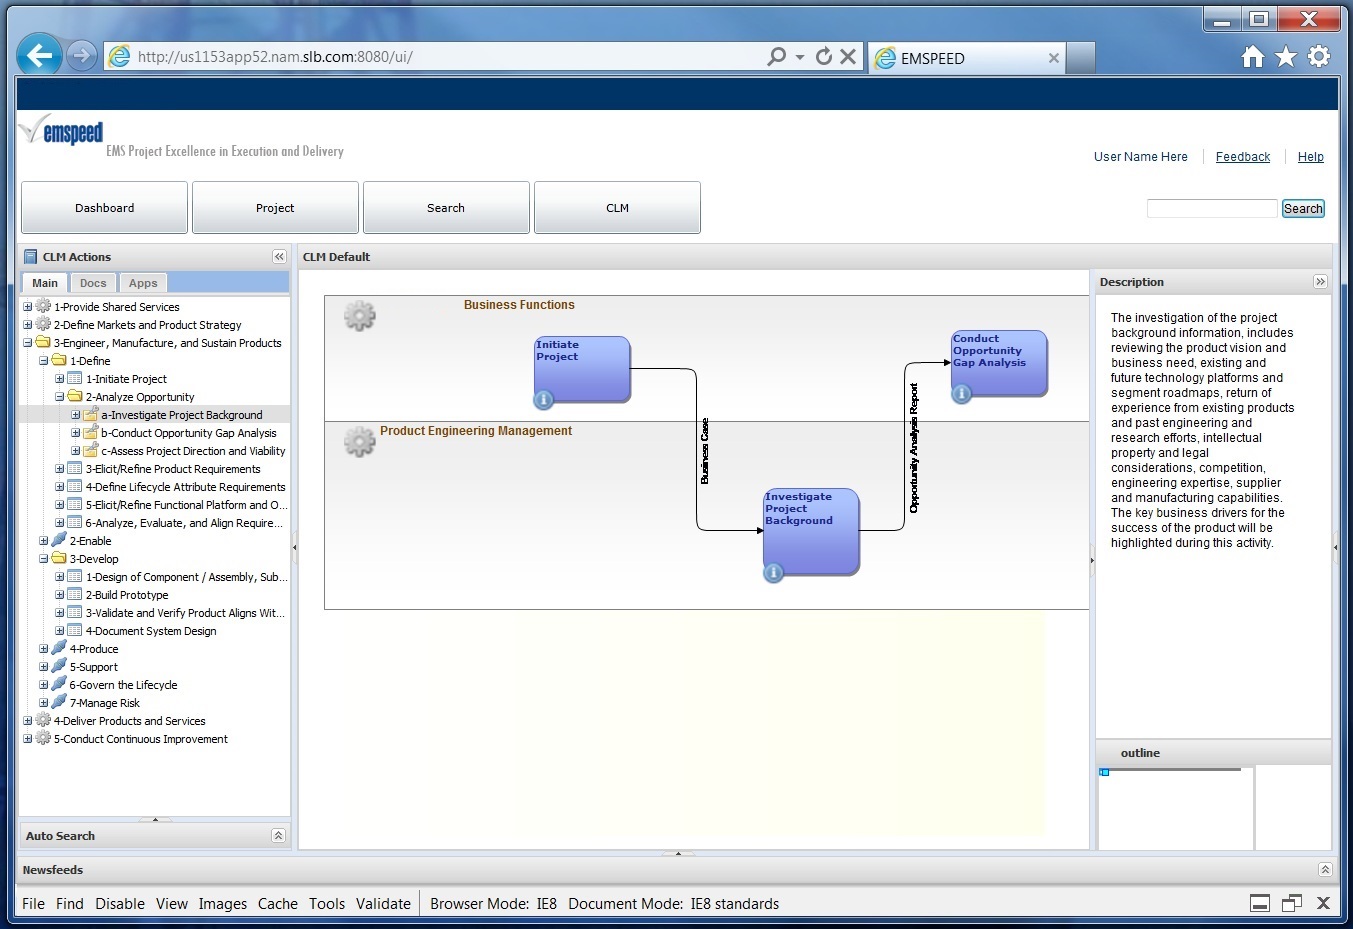 http://us1153app52.nam.slb.com:8080/ui/
EMSPEED
emspeed
EMS Project Excellence in Execution and Delivery
User Name Here
Feedback
Help
Dashboard
Project
Search
CLM
Search
CLM Actions
Main
Docs
Apps
1-Provide Shared Services
2-Define Markets and Product Strategy
3-Engineer, Manufacture, and Sustain Products
1-Define
1-Initiate Project
2-Analyze Opportunity
a-Investigate Project Background
b-Conduct Opportunity Gap Analysis
c-Assess Project Direction and Viability
3-Elicit/Refine Product Requirements
4-Define Lifecycle Attribute Requirements
5-Elicit/Refine Functional Platform and O...
6-Analyze, Evaluate, and Align Require...
2-Enable
3-Develop
1-Design of Component / Assembly, Sub...
2-Build Prototype
3-Validate and Verify Product Aligns Wit...
4-Document System Design
4-Produce
5-Support
6-Govern the Lifecycle
7-Manage Risk
4-Deliver Products and Services
5-Conduct Continuous Improvement
Auto Search
CLM Default
Business Functions
Initiate
Project
Conduct
Opportunity
Gap Analysis
Business Case
Opportunity Analysis Report
Product Engineering Management
Investigate
Project
Background
Description
The investigation of the project
background information, includes
reviewing the product vision and
business need, existing and
future technology platforms and
segment roadmaps, return of
experience from existing products
and past engineering and
research efforts, intellectual
property and legal
considerations, competition,
engineering expertise, supplier
and manufacturing capabilities.
The key business drivers for the
success of the product will be
highlighted during this activity.
outline
Newsfeeds
File Find Disable View Images Cache Tools Validate Browser Mode: IE8 Document Mode: IE8 standards